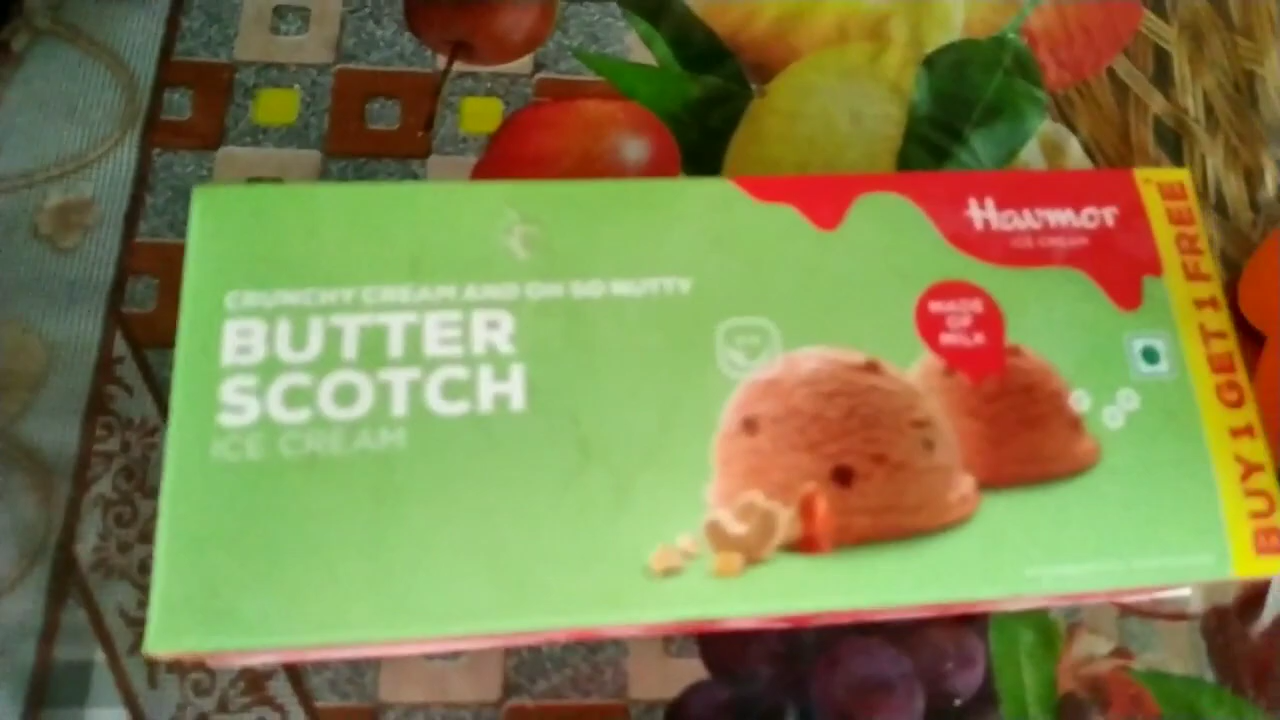 Havmor
ICE CREAM
CRUNCHY CREAM AND OH SO NUTTY
BUTTER
SCOTCH
ICE CREAM
MADE
OF
MILK
BUY 1 GET 1 FREE